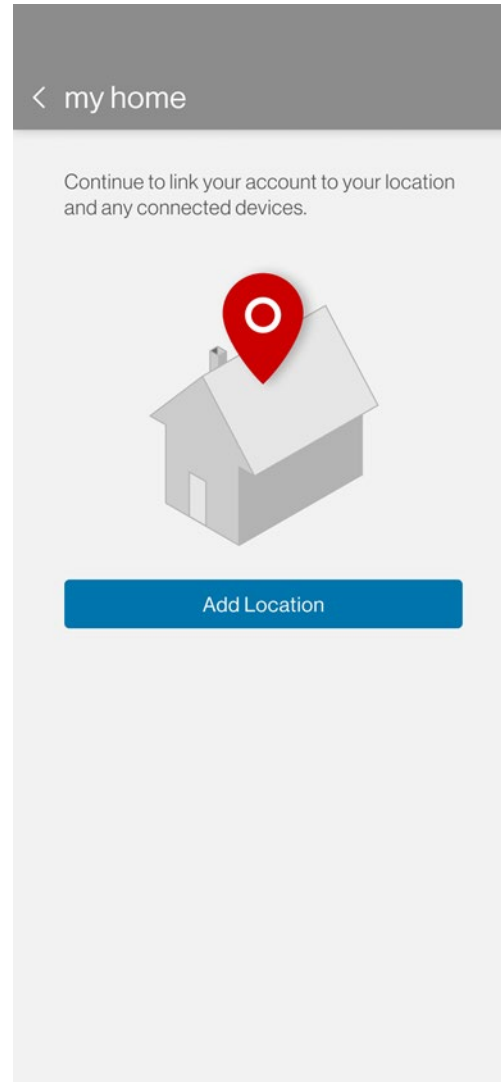 my home
Continue to link your account to your location
and any connected devices.
Add Location